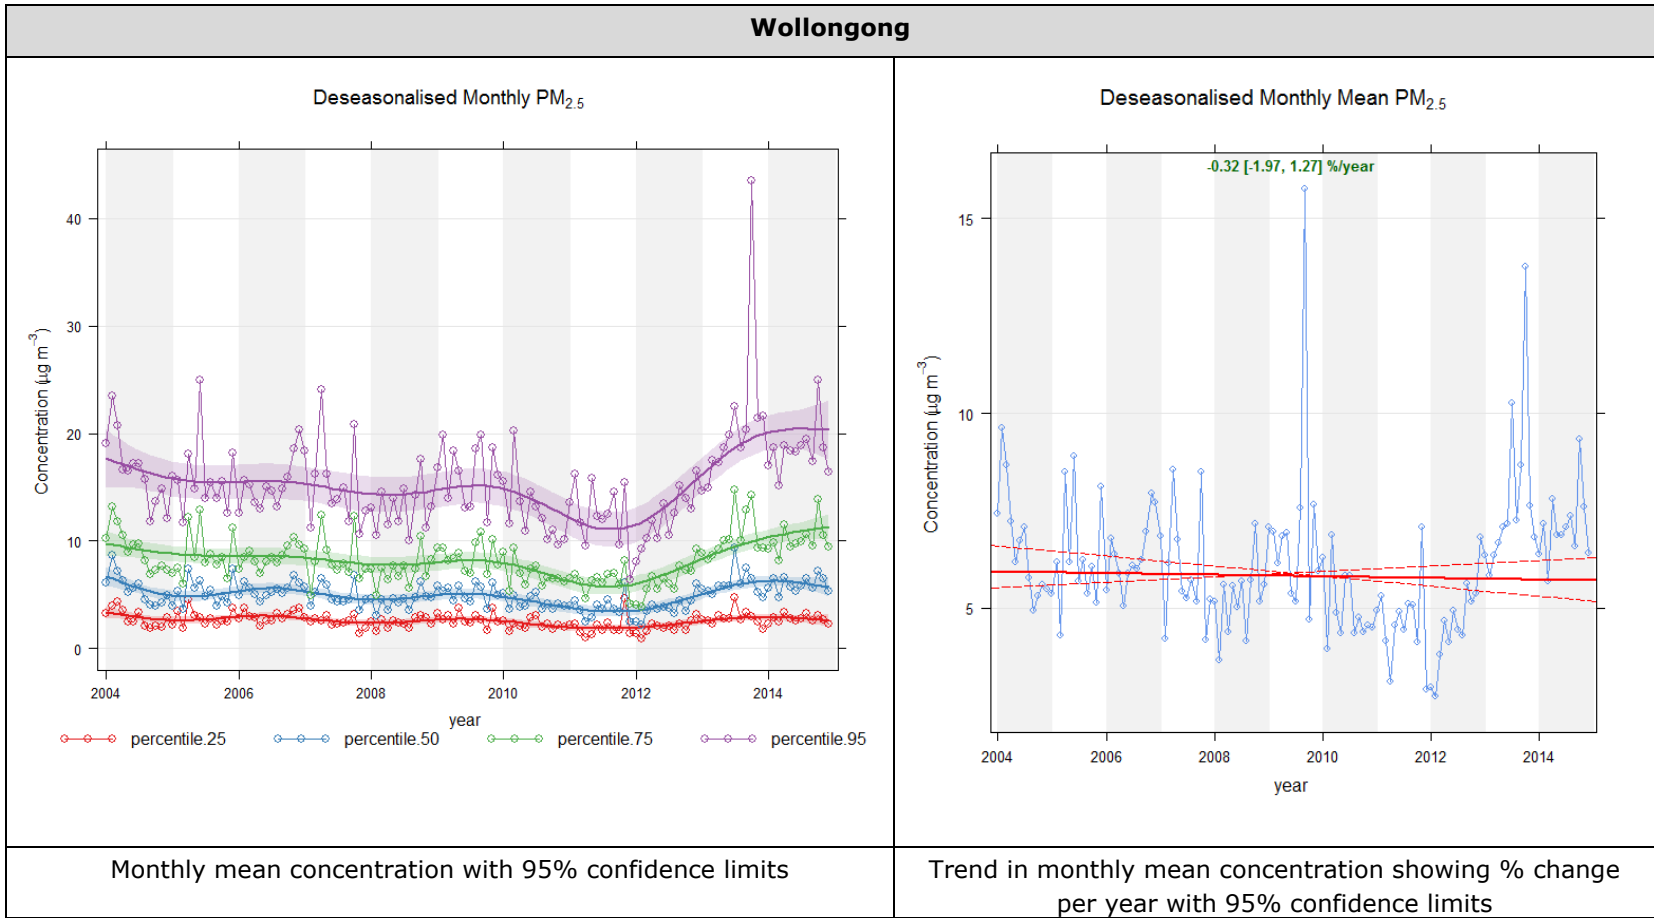 Wollongong
Deseasonalised Monthly PM2.5
Concentration (µg m−3)
40
30
20
10
0
2004 2006 2008 2010 2012 2014
year
percentile.25 percentile.50 percentile.75 percentile.95
Monthly mean concentration with 95% confidence limits
Deseasonalised Monthly Mean PM2.5
-0.32 [-1.97, 1.27] %/year
Concentration (µg m−3)
15
10
5
2004 2006 2008 2010 2012 2014
year
Trend in monthly mean concentration showing % change
per year with 95% confidence limits